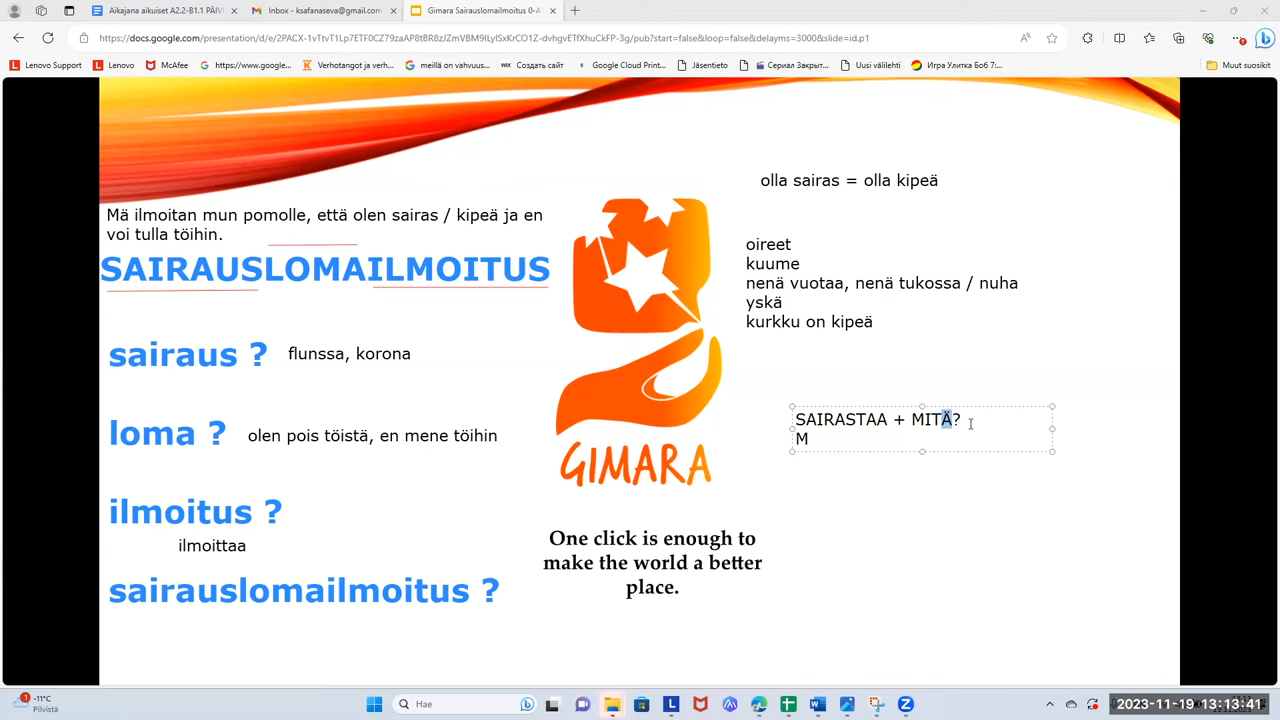 Aikajana aikuiset A2.2-B1.1 PÄIV
Inbox - ksafanaseva@gmail.com
Gimara Sairauslomailmoitus 0-A
https://docs.google.com/presentation/d/e/2PACX-1vTtvT1Lp7ETF0CZ79zaAP8tBR8zJZmVBM9ILylSxKrCO1Z-dvhgvETfXhuCkFP-3g/pub?start=false&loop=false&delayms=3000&slide=id.p1
Lenovo Support
Lenovo
McAfee
https://www.google...
Verhotangot ja verh...
meillä on vahvuus...
Создать сайт
Google Cloud Print...
Jäsentieto
Сериал Закрыт...
Uusi välilehti
Игра Улитка Боб 7:...
Muut suosikit
olla sairas = olla kipeä
Mä ilmoitan mun pomolle, että olen sairas / kipeä ja en
voi tulla töihin.
SAIRAUSLOMAILMOITUS
oireet
kuume
nenä vuotaa, nenä tukossa / nuha
yskä
kurkku on kipeä
sairaus ?
flunssa, korona
SAIRASTAA + MITÄ?
M
loma ?
olen pois töistä, en mene töihin
GIMARA
ilmoitus ?
ilmoittaa
One click is enough to
make the world a better
place.
sairauslomailmoitus ?
1
-11°C
Pilvistä
Hae
2023-11-19 13:13:41